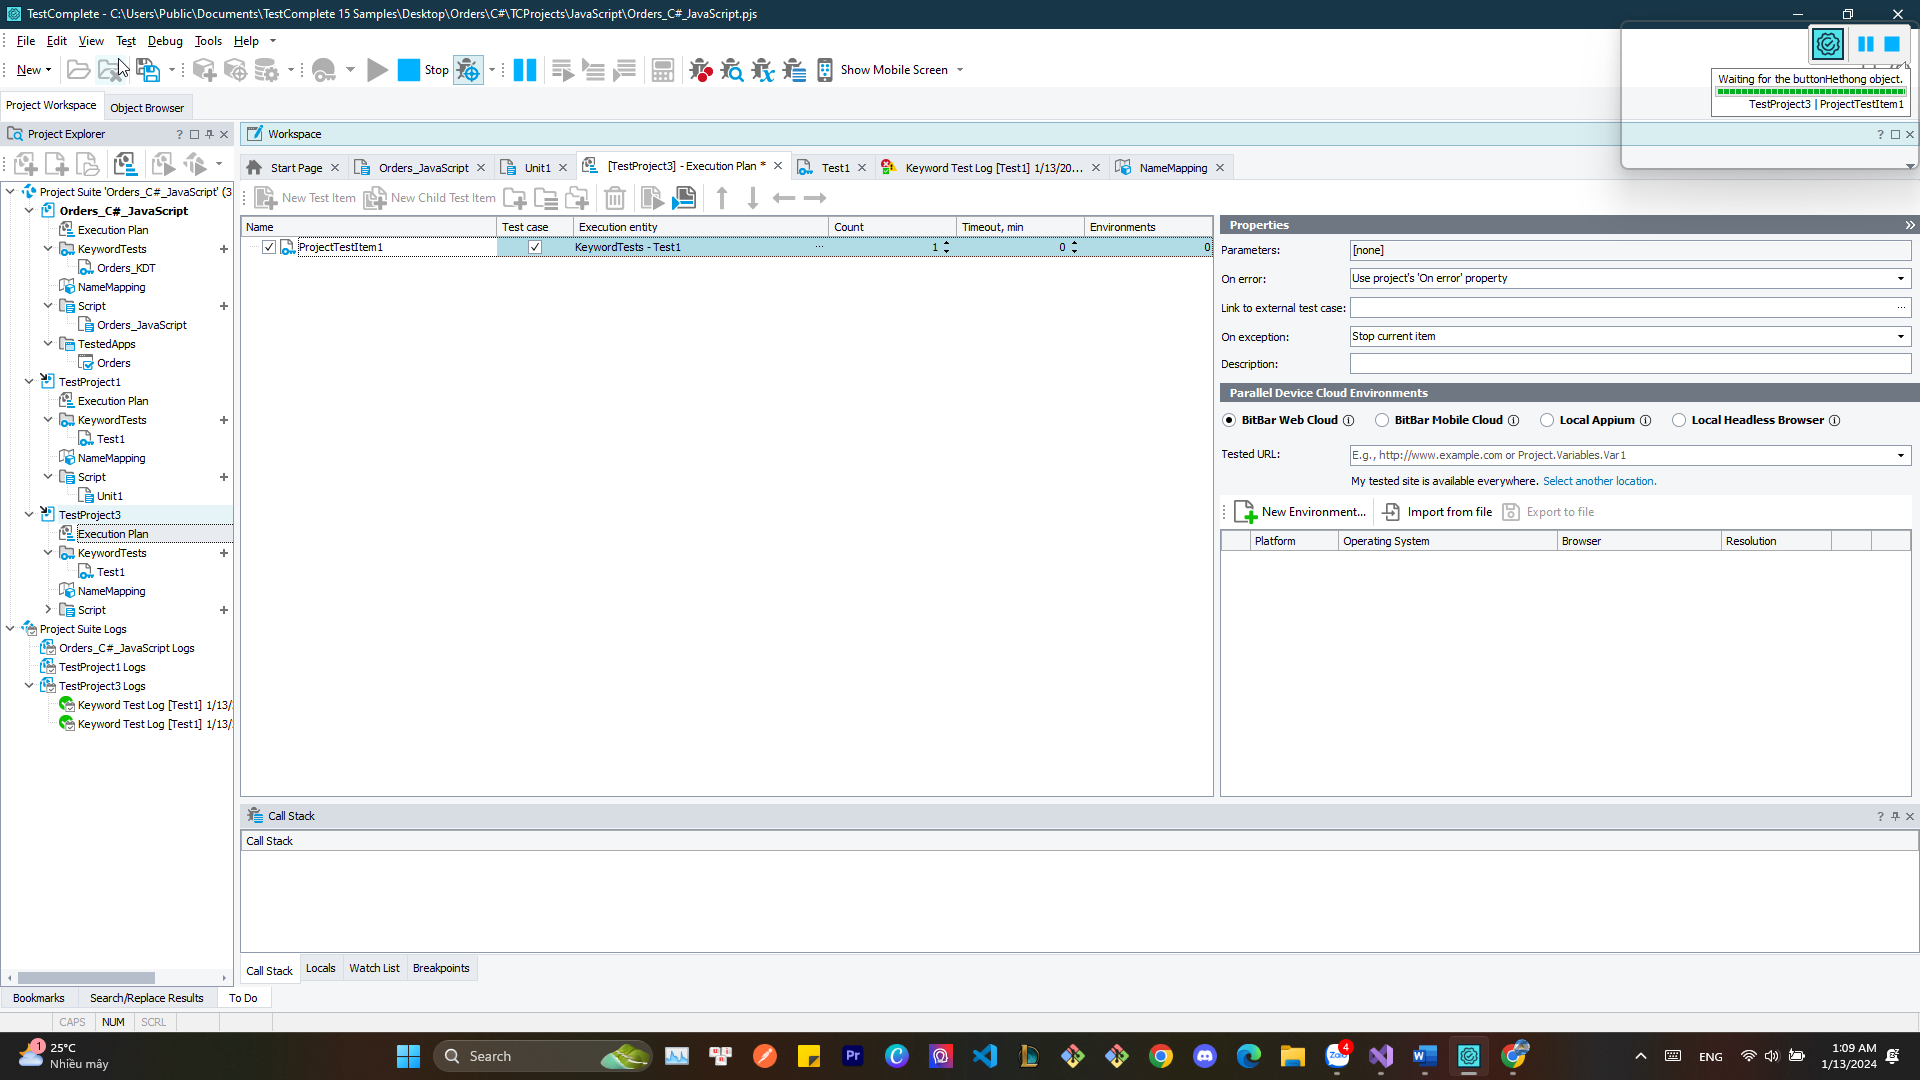 TestComplete - C:\Users\Public\Documents\TestComplete 15 Samples\Desktop\Orders\C#\TCProjects\JavaScript\Orders_C#_JavaScript.pjs
File Edit View Test Debug Tools Help
New Stop Show Mobile Screen
Waiting for the buttonHethong object.
TestProject3 | ProjectTestItem1
Project Workspace Object Browser
Project Explorer
Workspace
Start Page Orders_JavaScript Unit1 [TestProject3] - Execution Plan * Test1 Keyword Test Log [Test1] 1/13/20... NameMapping
New Test Item New Child Test Item
Project Suite 'Orders_C#_JavaScript' (3
Orders_C#_JavaScript
Execution Plan
KeywordTests
Orders_KDT
NameMapping
Script
Orders_JavaScript
TestedApps
Orders
TestProject1
Execution Plan
KeywordTests
Test1
NameMapping
Script
Unit1
TestProject3
Execution Plan
KeywordTests
Test1
NameMapping
Script
Project Suite Logs
Orders_C#_JavaScript Logs
TestProject1 Logs
TestProject3 Logs
Keyword Test Log [Test1] 1/13/
Keyword Test Log [Test1] 1/13/
Name Test case Execution entity Count Timeout, min Environments
ProjectTestItem1 KeywordTests - Test1 ... 1 0 0
Properties
Parameters: [none]
On error: Use project's 'On error' property
Link to external test case: ...
On exception: Stop current item
Description:
Parallel Device Cloud Environments
BitBar Web Cloud BitBar Mobile Cloud Local Appium Local Headless Browser
Tested URL: E.g., http://www.example.com or Project.Variables.Var1
My tested site is available everywhere. Select another location.
New Environment... Import from file Export to file
Platform Operating System Browser Resolution
Call Stack
Call Stack
Call Stack Locals Watch List Breakpoints
Bookmarks Search/Replace Results To Do
CAPS NUM SCRL
1
25°C
Nhiều mây
Search
Pr
Zalo
4
ENG
1:09 AM
1/13/2024